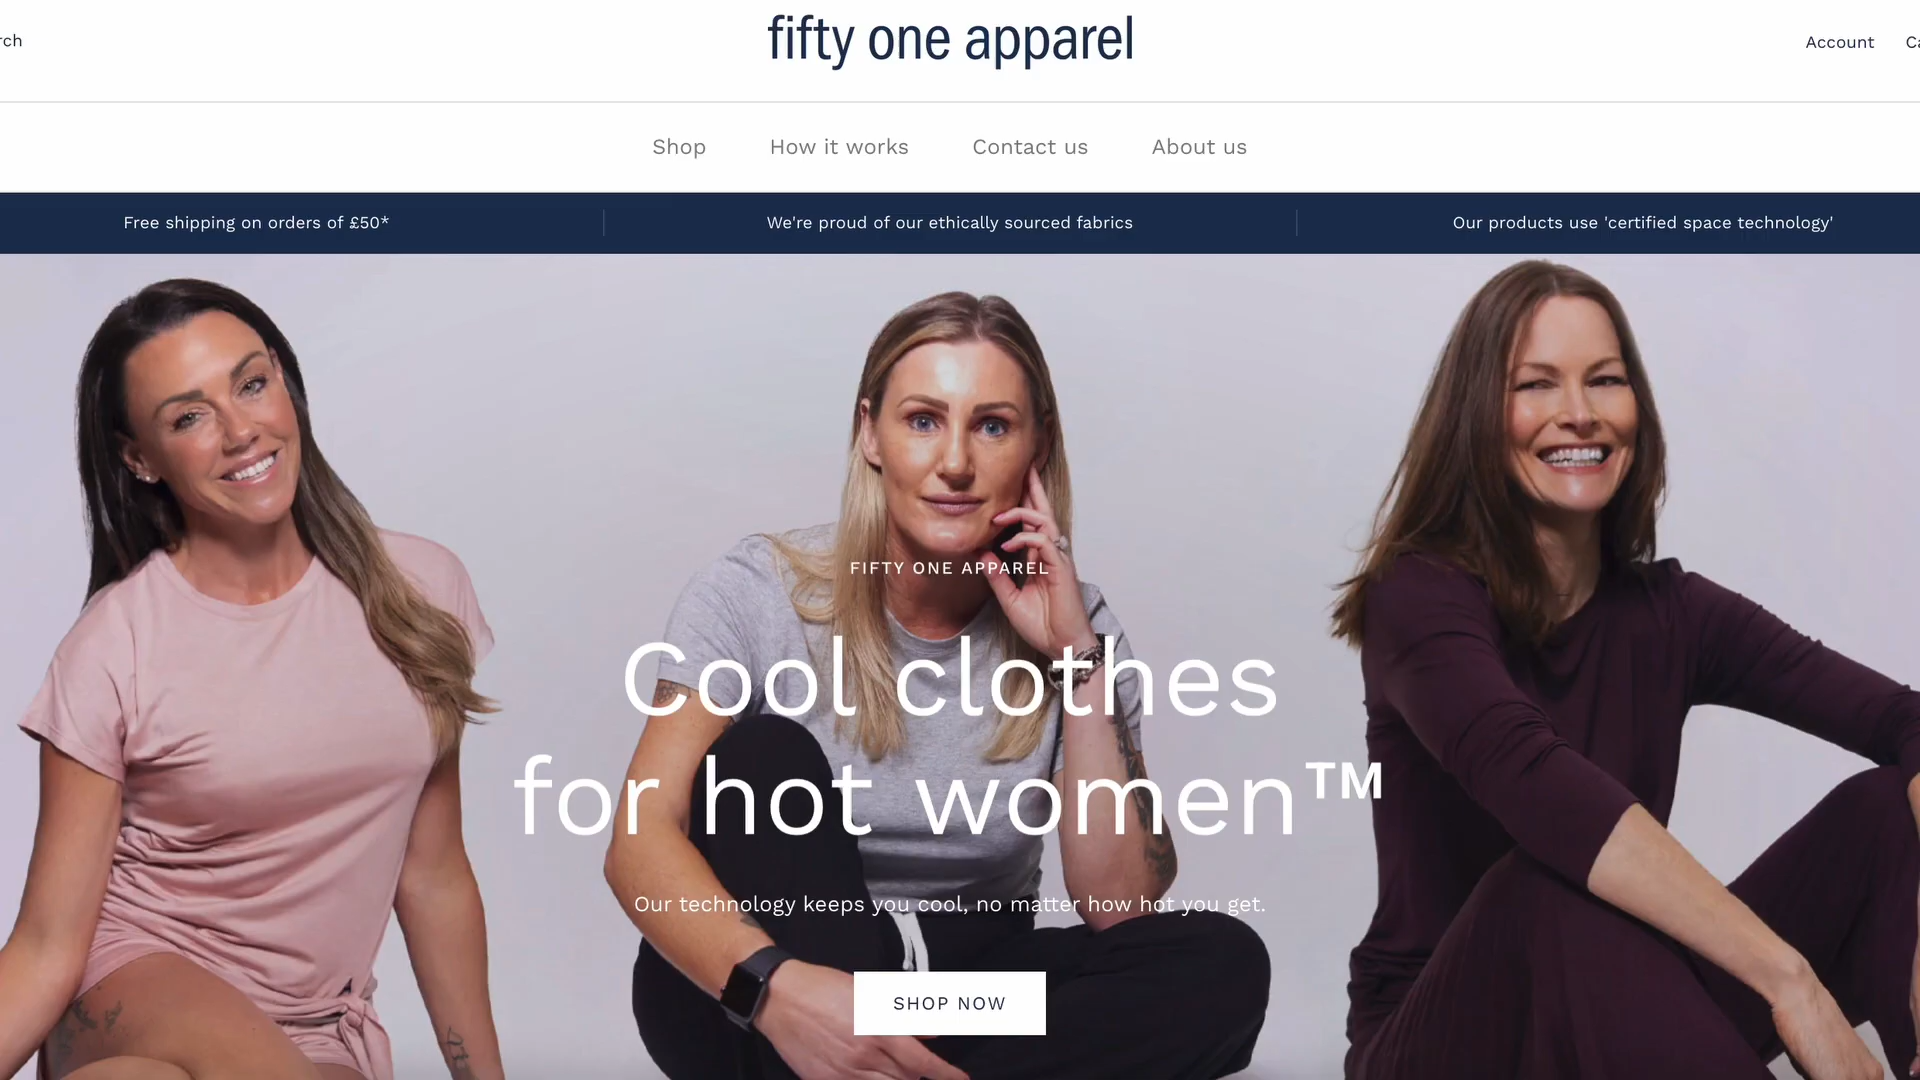 rch
fifty one apparel
Account
Ca
Shop
How it works
Contact us
About us
Free shipping on orders of £50*
We're proud of our ethically sourced fabrics
Our products use 'certified space technology'
FIFTY ONE APPAREL
Cool clothes
for hot women™
Our technology keeps you cool, no matter how hot you get.
SHOP NOW